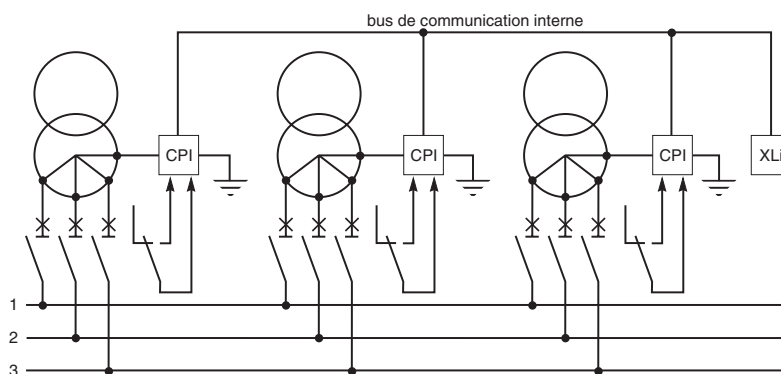 bus de communication interne
CPI
CPI
CPI
XLi
1
2
3